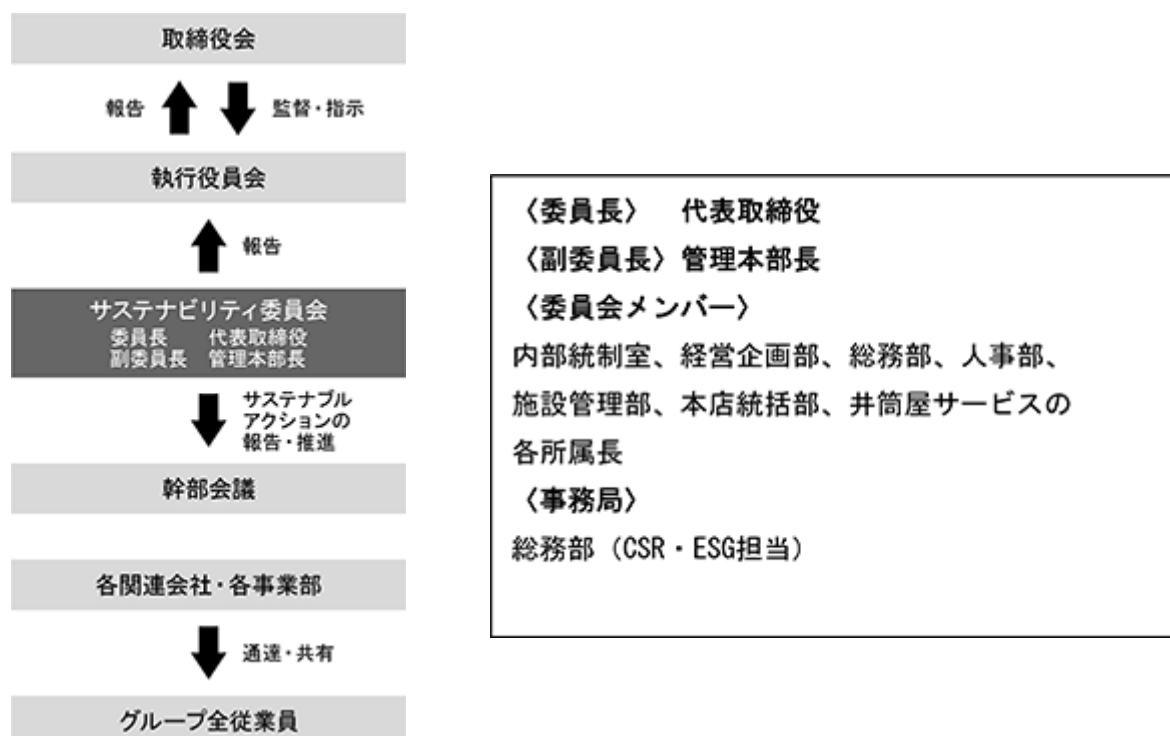 取締役会
報告
監督・指示
執行役員会
報告
サステナビリティ委員会
委員長 代表取締役
副委員長 管理本部長
サステナブル
アクションの
報告・推進
幹部会議
各関連会社・各事業部
通達・共有
グループ全従業員
〈委員長〉 代表取締役
〈副委員長〉管理本部長
〈委員会メンバー〉
内部統制室、経営企画部、総務部、人事部、
施設管理部、本店統括部、井筒屋サービスの
各所属長
〈事務局〉
総務部（CSR・ESG担当）